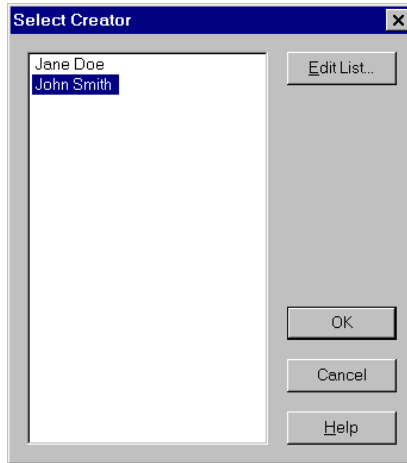 Select Creator
Jane Doe
John Smith
Edit List...
OK
Cancel
Help